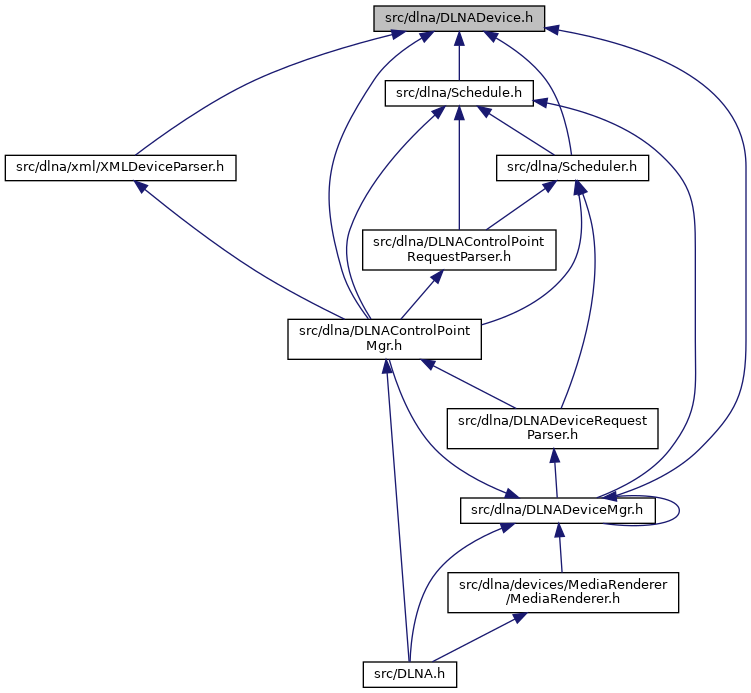 src/dlna/DLNADevice.h
src/dlna/Schedule.h
src/dlna/xml/XMLDeviceParser.h
src/dlna/Scheduler.h
src/dlna/DLNAControlPoint
RequestParser.h
src/dlna/DLNAControlPoint
Mgr.h
src/dlna/DLNADeviceRequest
Parser.h
src/dlna/DLNADeviceMgr.h
src/dlna/devices/MediaRenderer
/MediaRenderer.h
src/DLNA.h